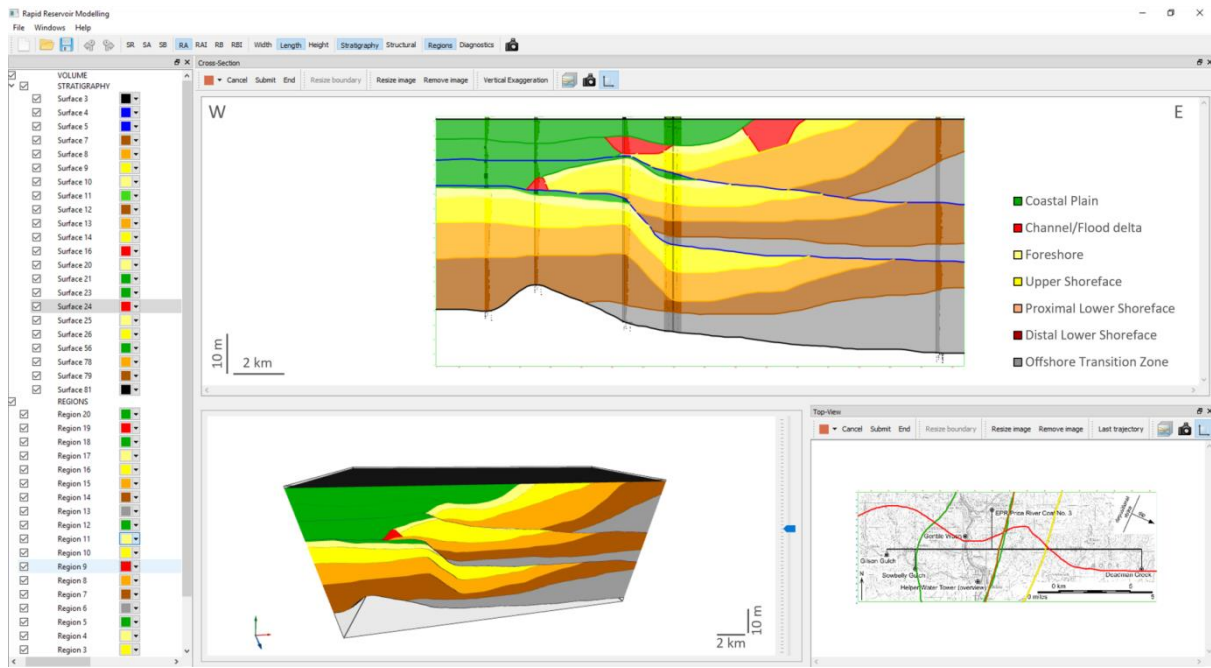 Rapid Reservoir Modelling
File Windows Help
SR SA SB RA RAI RB RBI Width Length Height Stratigraphy Structural Regions Diagnostics
VOLUME
STRATIGRAPHY
Surface 3
Surface 4
Surface 5
Surface 7
Surface 8
Surface 9
Surface 10
Surface 11
Surface 12
Surface 13
Surface 14
Surface 16
Surface 20
Surface 21
Surface 23
Surface 24
Surface 25
Surface 26
Surface 56
Surface 78
Surface 79
Surface 81
REGIONS
Region 20
Region 19
Region 18
Region 17
Region 16
Region 15
Region 14
Region 13
Region 12
Region 11
Region 10
Region 9
Region 8
Region 7
Region 6
Region 5
Region 4
Region 3
Cross-Section
Cancel Submit End Resize boundary Resize image Remove image Vertical Exaggeration
W
E
Coastal Plain
Channel/Flood delta
Foreshore
Upper Shoreface
Proximal Lower Shoreface
Distal Lower Shoreface
Offshore Transition Zone
10 m
2 km
10 m
2 km
Top-View
Cancel Submit End Resize boundary Resize image Remove image Last trajectory
EPR Price River Coal No. 3
Gentile Wash
Gilson Gulch
Sowbelly Gulch
Deadman Creek
Helper Water Tower (overview)
N
0 km 8
0 miles 5